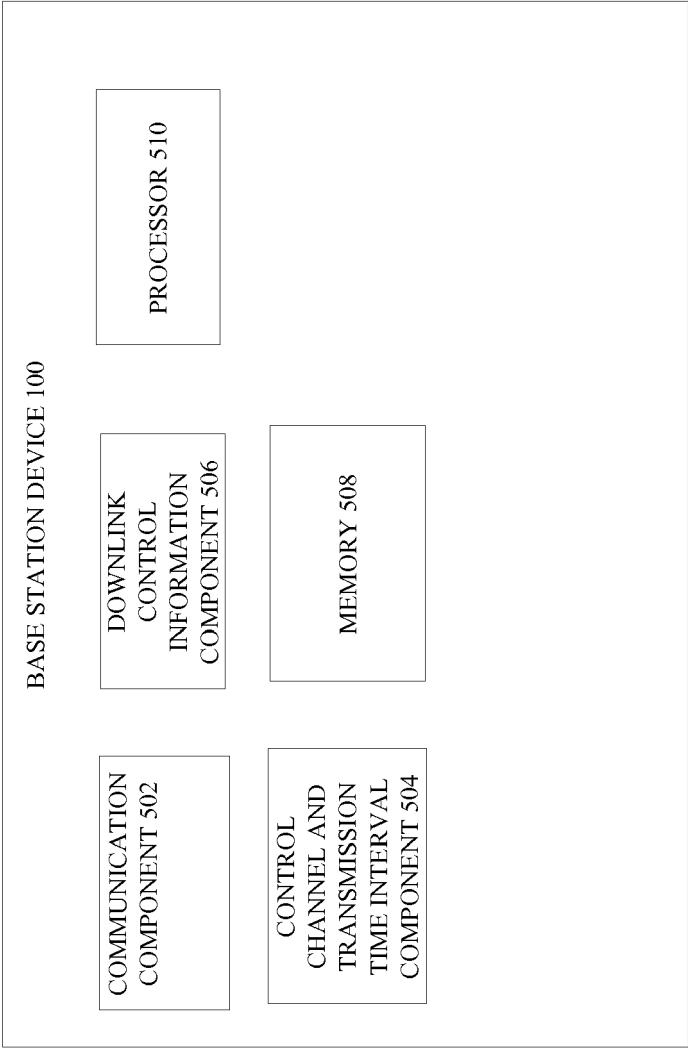 BASE STATION DEVICE 100
COMMUNICATION
COMPONENT 502
DOWNLINK
CONTROL
INFORMATION
COMPONENT 506
PROCESSOR 510
CONTROL
CHANNEL AND
TRANSMISSION
TIME INTERVAL
COMPONENT 504
MEMORY 508